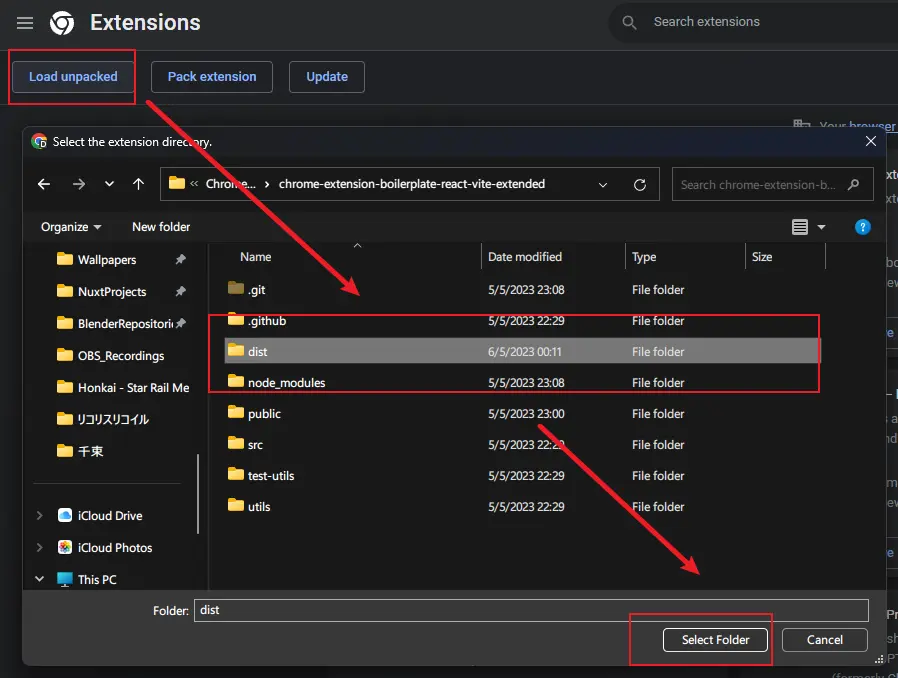 Extensions
Search extensions
Load unpacked
Pack extension
Update
Your browser
Select the extension directory.
« Chrome... › chrome-extension-boilerplate-react-vite-extended
Search chrome-extension-b...
Organize
New folder
Name
Date modified
Type
Size
Wallpapers
NuxtProjects
BlenderRepositori
OBS_Recordings
Honkai - Star Rail Me
リコリスリコイル
千束
iCloud Drive
iCloud Photos
This PC
.git 5/5/2023 23:08 File folder
.github 5/5/2023 22:29 File folder
dist 6/5/2023 00:11 File folder
node_modules 5/5/2023 23:08 File folder
public 5/5/2023 23:00 File folder
src 5/5/2023 22:29 File folder
test-utils 5/5/2023 22:29 File folder
utils 5/5/2023 22:29 File folder
Folder: dist
Select Folder
Cancel